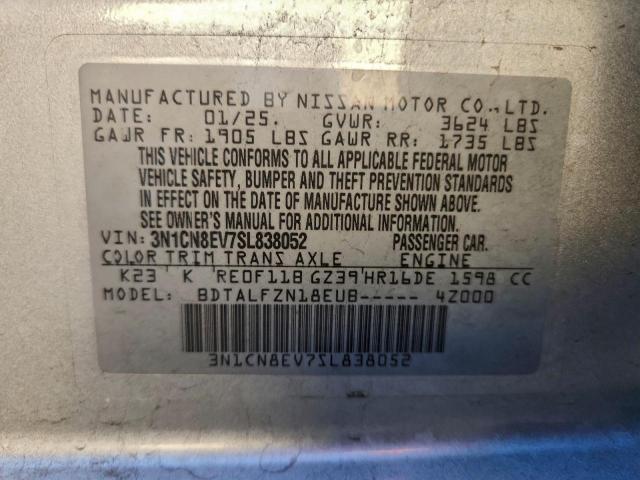 MANUFACTURED BY NISSAN MOTOR CO., LTD.
DATE: 01/25. GVWR: 3624 LBS
GAWR FR: 1905 LBS GAWR RR: 1735 LBS
THIS VEHICLE CONFORMS TO ALL APPLICABLE FEDERAL MOTOR
VEHICLE SAFETY, BUMPER AND THEFT PREVENTION STANDARDS
IN EFFECT ON THE DATE OF MANUFACTURE SHOWN ABOVE.
SEE OWNER'S MANUAL FOR ADDITIONAL INFORMATION.
VIN: 3N1CN8EV7SL838052 PASSENGER CAR.
COLOR TRIM TRANS AXLE ENGINE
K23 K RE0F11B GZ39 HR16DE 1598 CC
MODEL: BDTALFZN18EUB----- 4Z000
3N1CN8EV7SL838052